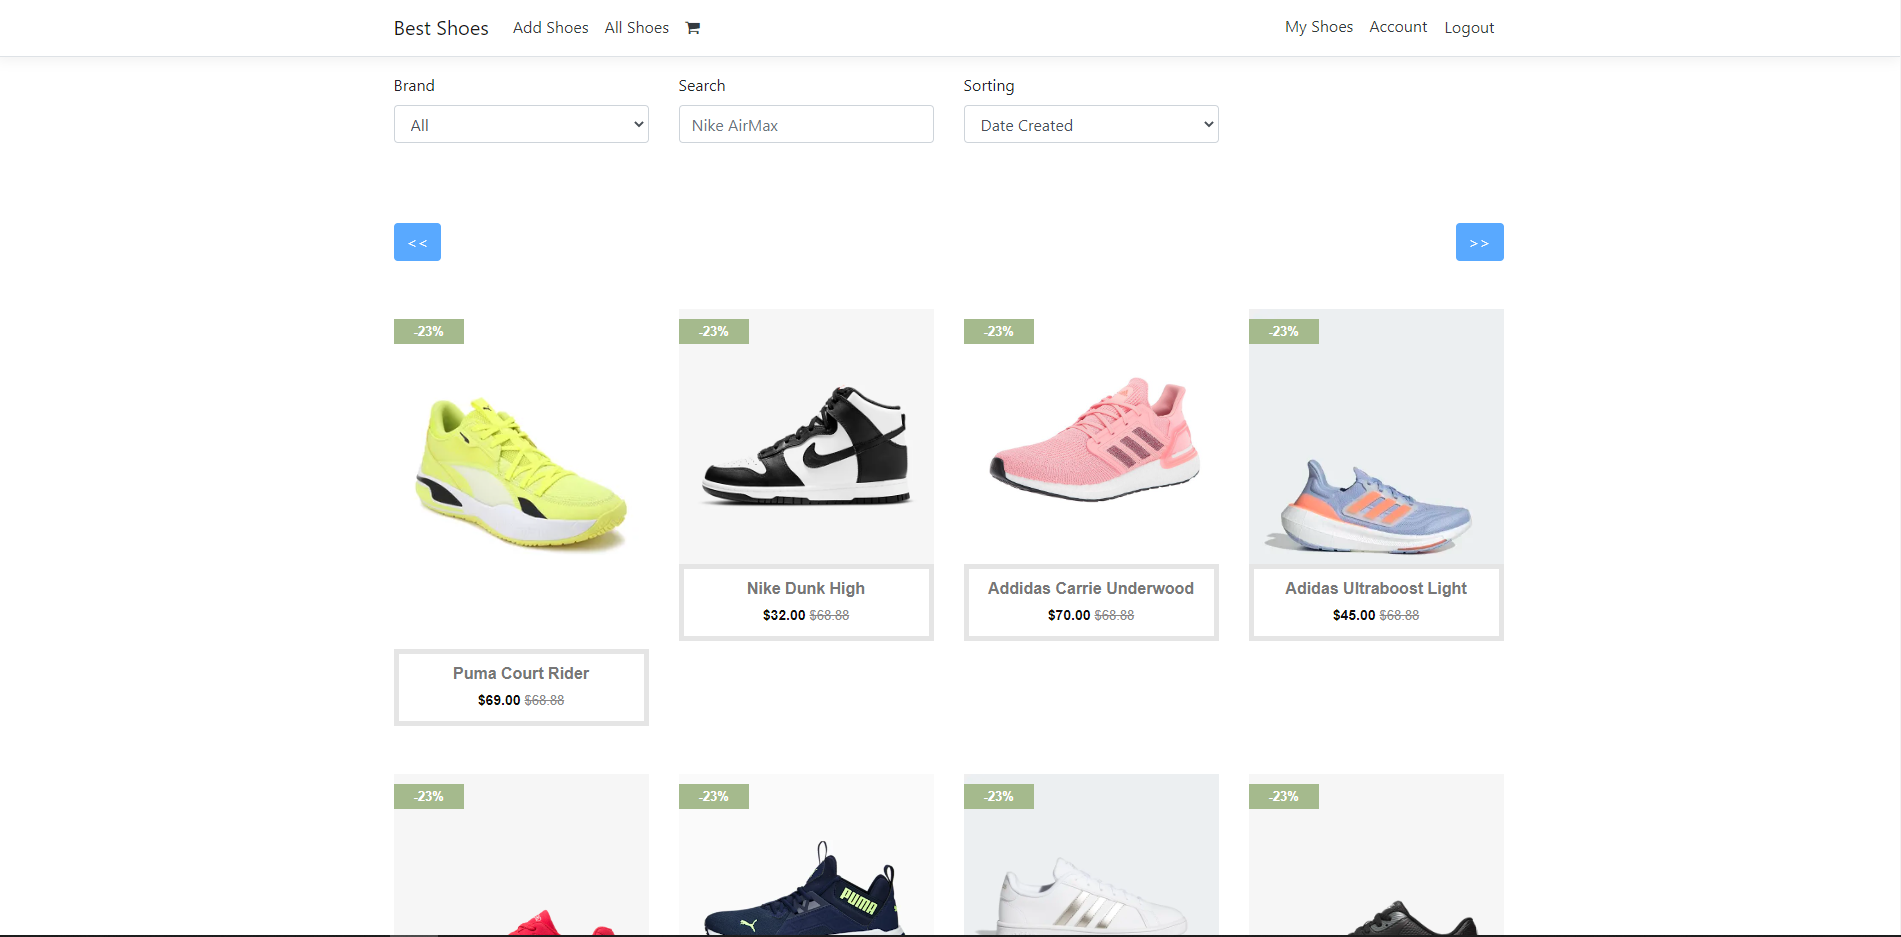 Best Shoes Add Shoes All Shoes My Shoes Account Logout
Brand Search Sorting
All Nike AirMax Date Created
<< >>
-23% -23% -23% -23%
Nike Dunk High Addidas Carrie Underwood Adidas Ultraboost Light
$32.00 $68.88 $70.00 $68.88 $45.00 $68.88
Puma Court Rider
$69.00 $68.88
-23% -23% -23% -23%
PUMA